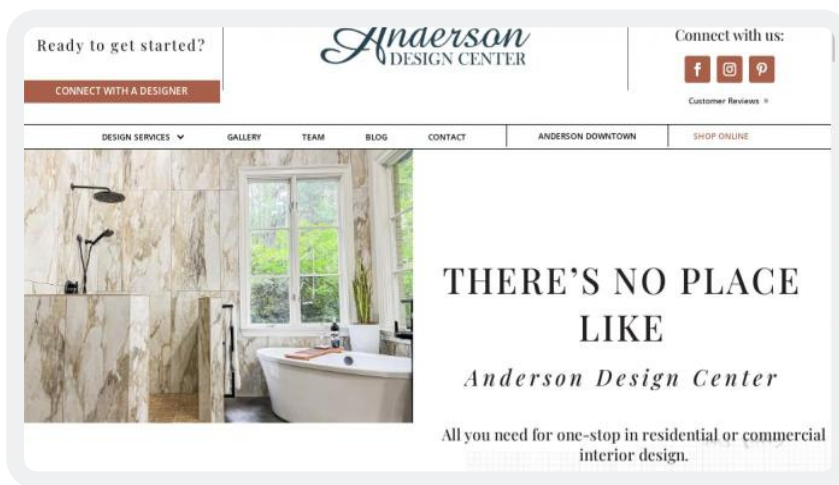 Ready to get started?
CONNECT WITH A DESIGNER
Anderson
DESIGN CENTER
Connect with us:
Customer Reviews »
DESIGN SERVICES
GALLERY
TEAM
BLOG
CONTACT
ANDERSON DOWNTOWN
SHOP ONLINE
THERE’S NO PLACE
LIKE
Anderson Design Center
All you need for one-stop in residential or commercial
interior design.